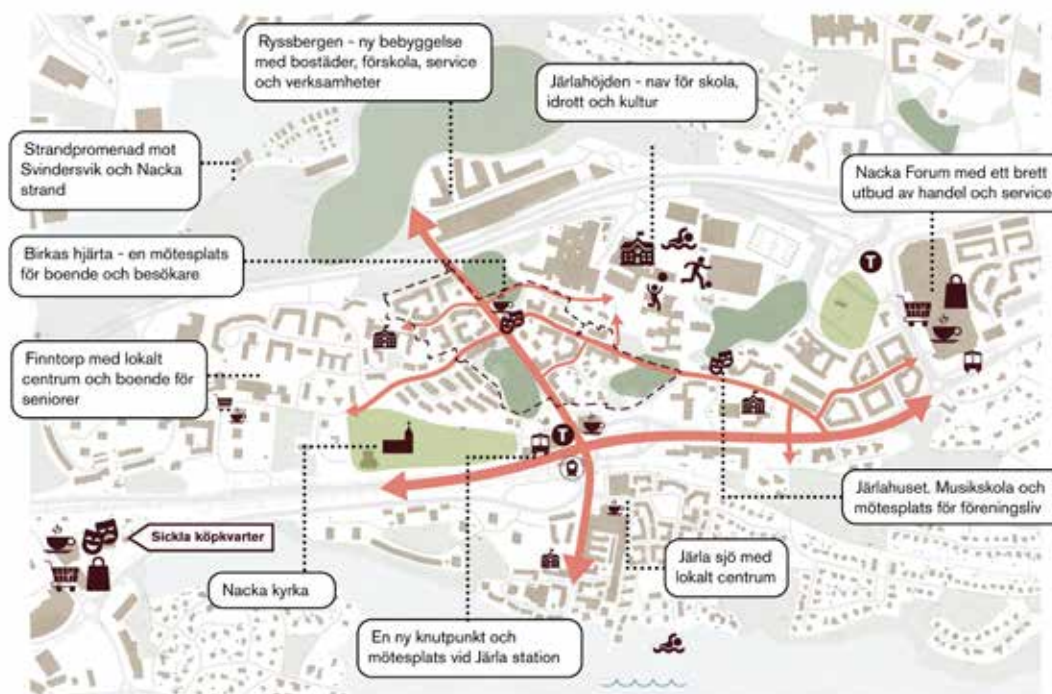 Ryssbergen - ny bebyggelse
med bostäder, förskola, service
och verksamheter
Järlahöjden - nav för skola,
idrott och kultur
Strandpromenad mot
Svindersvik och Nacka
strand
Nacka Forum med ett brett
utbud av handel och service
Birkas hjärta - en mötesplats
för boende och besökare
T
Finntorp med lokalt
centrum och boende för
seniorer
T
Järlahuset. Musikskola och
mötesplats för föreningsliv
Sickla köpkvarter
Järla sjö med
lokalt centrum
Nacka kyrka
En ny knutpunkt och
mötesplats vid Järla station